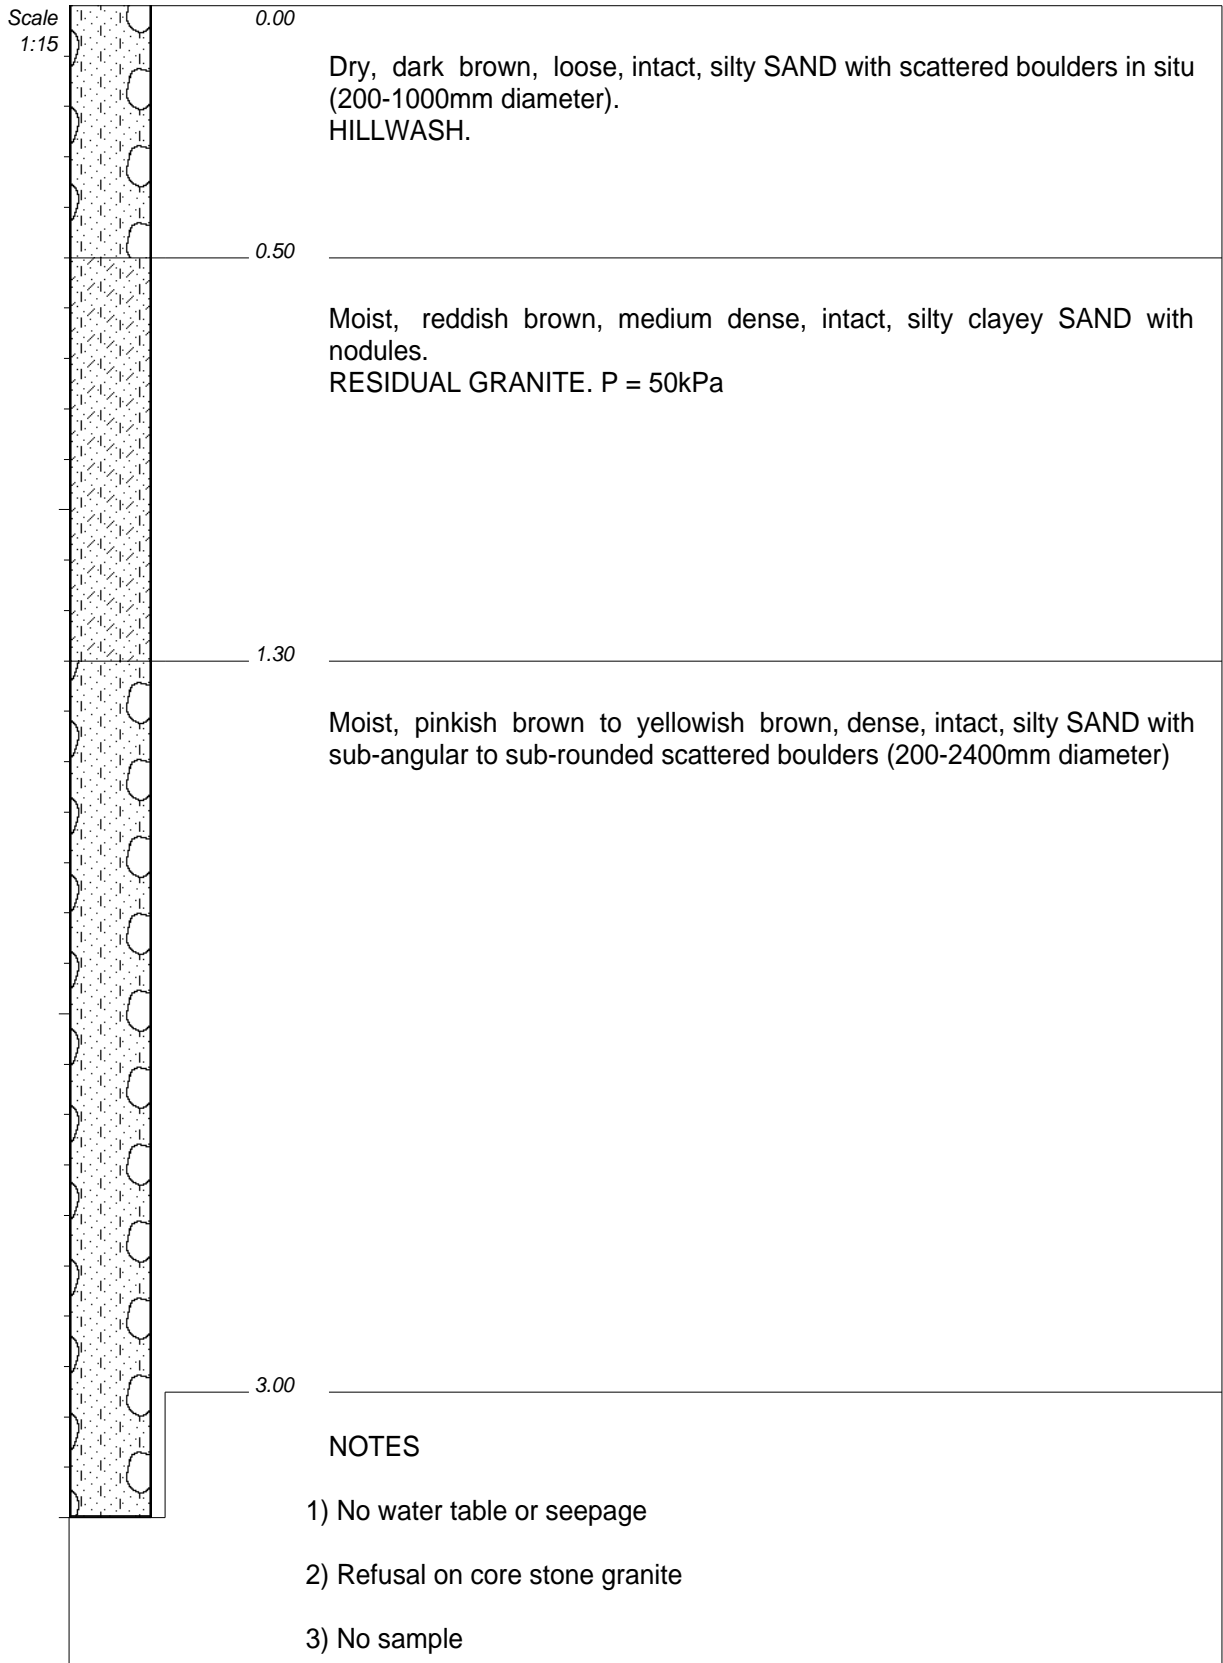 Scale
1:15
0.00
Dry, dark brown, loose, intact, silty SAND with scattered boulders in situ
(200-1000mm diameter).
HILLWASH.
0.50
Moist, reddish brown, medium dense, intact, silty clayey SAND with
nodules.
RESIDUAL GRANITE. P = 50kPa
1.30
Moist, pinkish brown to yellowish brown, dense, intact, silty SAND with
sub-angular to sub-rounded scattered boulders (200-2400mm diameter)
3.00
NOTES
1) No water table or seepage
2) Refusal on core stone granite
3) No sample